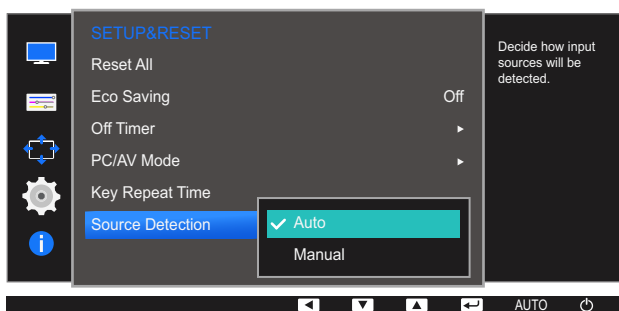 SETUP&RESET
Reset All
Eco Saving Off
Off Timer
PC/AV Mode
Key Repeat Time
Source Detection
Auto
Manual
Decide how input
sources will be
detected.
AUTO